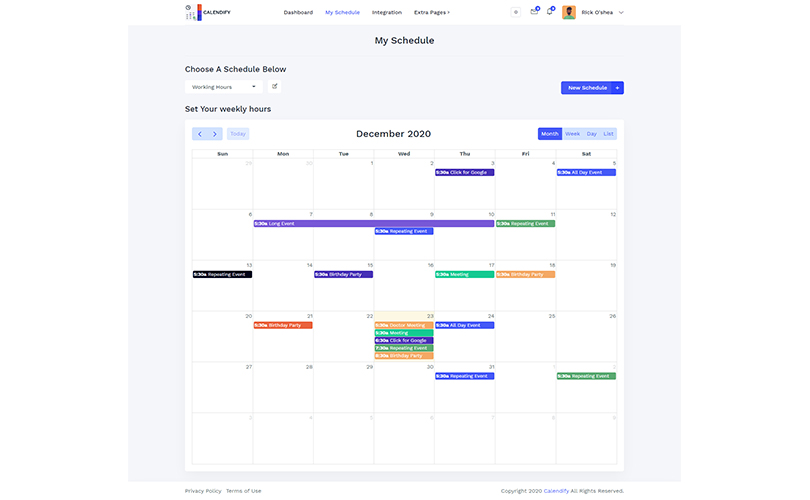 CALENDIFY Dashboard My Schedule Integration Extra Pages Rick O'shea
My Schedule
Choose A Schedule Below
Working Hours
New Schedule +
Set Your weekly hours
Today December 2020 Month Week Day List
Sun Mon Tue Wed Thu Fri Sat
29 30 1 2 3 4 5
5:30a Click for Google 5:30a All Day Event
6 7 8 9 10 11 12
5:30a Long Event 5:30a Repeating Event
5:30a Repeating Event
13 14 15 16 17 18 19
5:30a Repeating Event 5:30a Birthday Party 5:30a Meeting 5:30a Birthday Party
20 21 22 23 24 25 26
5:30a Birthday Party 5:30a Doctor Meeting 5:30a All Day Event
5:30a Meeting
6:30a Click for Google
7:30a Repeating Event
8:30a Birthday Party
27 28 29 30 31 1 2
5:30a Repeating Event 5:30a Repeating Event
3 4 5 6 7 8 9
Privacy Policy Terms of Use Copyright 2020 Calendify All Rights Reserved.